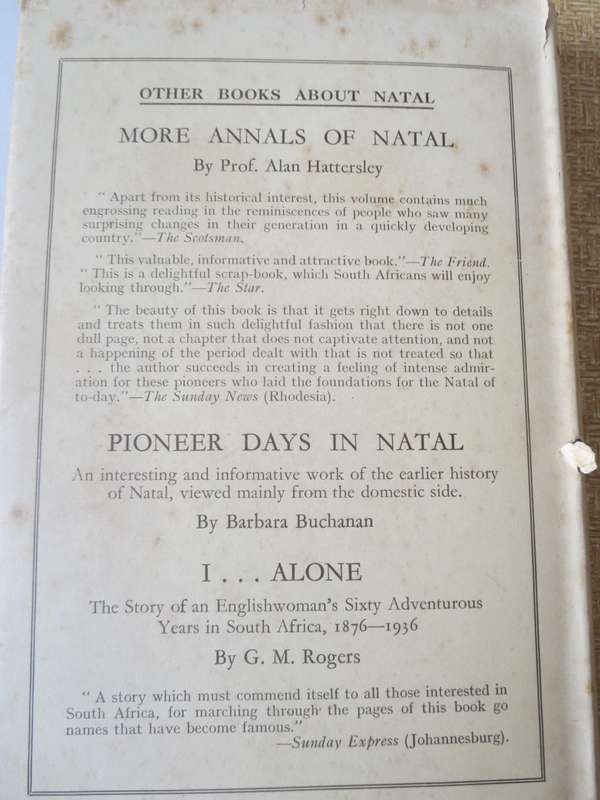 OTHER BOOKS ABOUT NATAL
MORE ANNALS OF NATAL
By Prof. Alan Hattersley
“ Apart from its historical interest, this volume contains much
engrossing reading in the reminiscences of people who saw many
surprising changes in their generation in a quickly developing
country.”—The Scotsman.
“ This valuable, informative and attractive book.”—The Friend.
“ This is a delightful scrap-book, which South Africans will enjoy
looking through.”—The Star.
“ The beauty of this book is that it gets right down to details
and treats them in such delightful fashion that there is not one
dull page, not a chapter that does not captivate attention, and not
a happening of the period dealt with that is not treated so that
. . . the author succeeds in creating a feeling of intense admir-
ation for these pioneers who laid the foundations for the Natal of
to-day.”—The Sunday News (Rhodesia).
PIONEER DAYS IN NATAL
An interesting and informative work of the earlier history
of Natal, viewed mainly from the domestic side.
By Barbara Buchanan
I . . . ALONE
The Story of an Englishwoman’s Sixty Adventurous
Years in South Africa, 1876—1936
By G. M. Rogers
“ A story which must commend itself to all those interested in
South Africa, for marching through the pages of this book go
names that have become famous.”
—Sunday Express (Johannesburg).